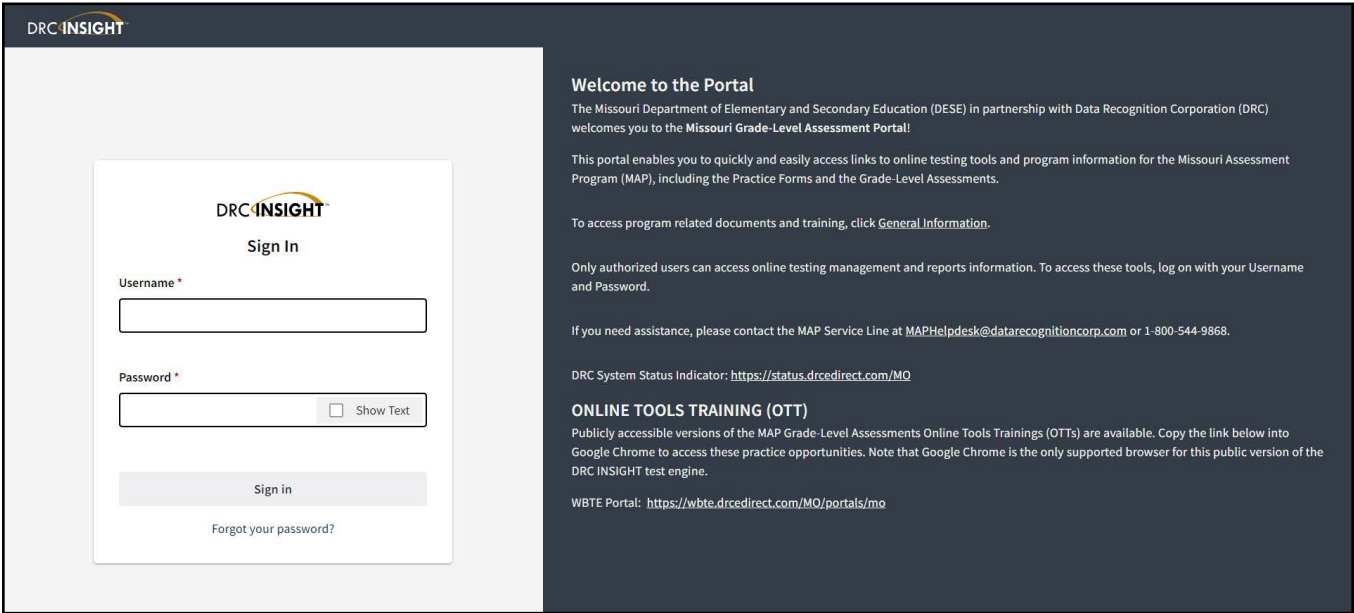 DRC INSIGHT™
DRC INSIGHT™
Sign In
Username *
Password *
Show Text
Sign in
Forgot your password?
Welcome to the Portal
The Missouri Department of Elementary and Secondary Education (DESE) in partnership with Data Recognition Corporation (DRC)
welcomes you to the Missouri Grade-Level Assessment Portal!
This portal enables you to quickly and easily access links to online testing tools and program information for the Missouri Assessment
Program (MAP), including the Practice Forms and the Grade-Level Assessments.
To access program related documents and training, click General Information.
Only authorized users can access online testing management and reports information. To access these tools, log on with your Username
and Password.
If you need assistance, please contact the MAP Service Line at MAPHelpdesk@datarecognitioncorp.com or 1-800-544-9868.
DRC System Status Indicator: https://status.drcedirect.com/MO
ONLINE TOOLS TRAINING (OTT)
Publicly accessible versions of the MAP Grade-Level Assessments Online Tools Trainings (OTTs) are available. Copy the link below into
Google Chrome to access these practice opportunities. Note that Google Chrome is the only supported browser for this public version of the
DRC INSIGHT test engine.
WBTE Portal: https://wbte.drcedirect.com/MO/portals/mo